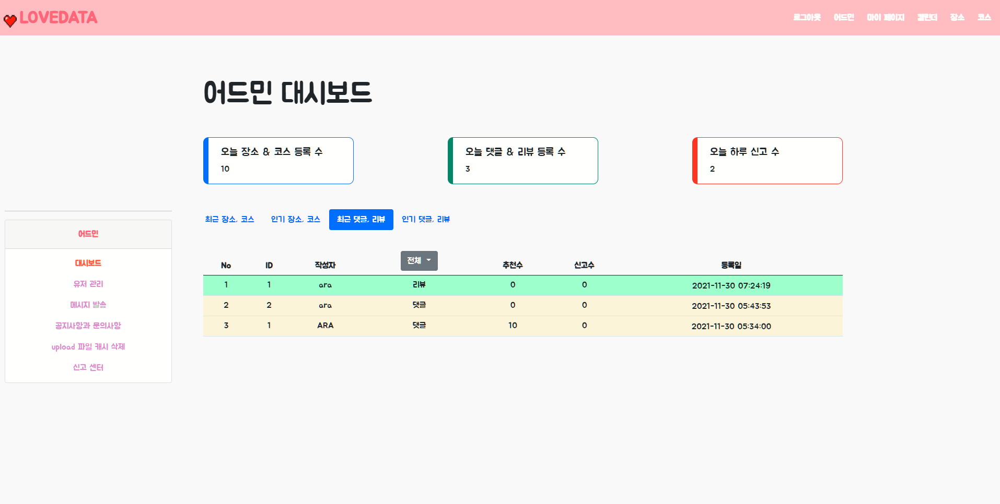 LOVEDATA
로그아웃 어드민 마이 페이지 캘린더 장소 코스
어드민 대시보드
오늘 장소 & 코스 등록 수
10
오늘 댓글 & 리뷰 등록 수
3
오늘 하루 신고 수
2
최근 장소, 코스 인기 장소, 코스 최근 댓글, 리뷰 인기 댓글, 리뷰
어드민
대시보드
유저 관리
메시지 발송
공지사항과 문의사항
upload 파일 캐시 삭제
신고 센터
No ID 작성자 전체 추천수 신고수 등록일
1 1 ara 리뷰 0 0 2021-11-30 07:24:19
2 2 ara 댓글 0 0 2021-11-30 05:43:53
3 1 ARA 댓글 10 0 2021-11-30 05:34:00